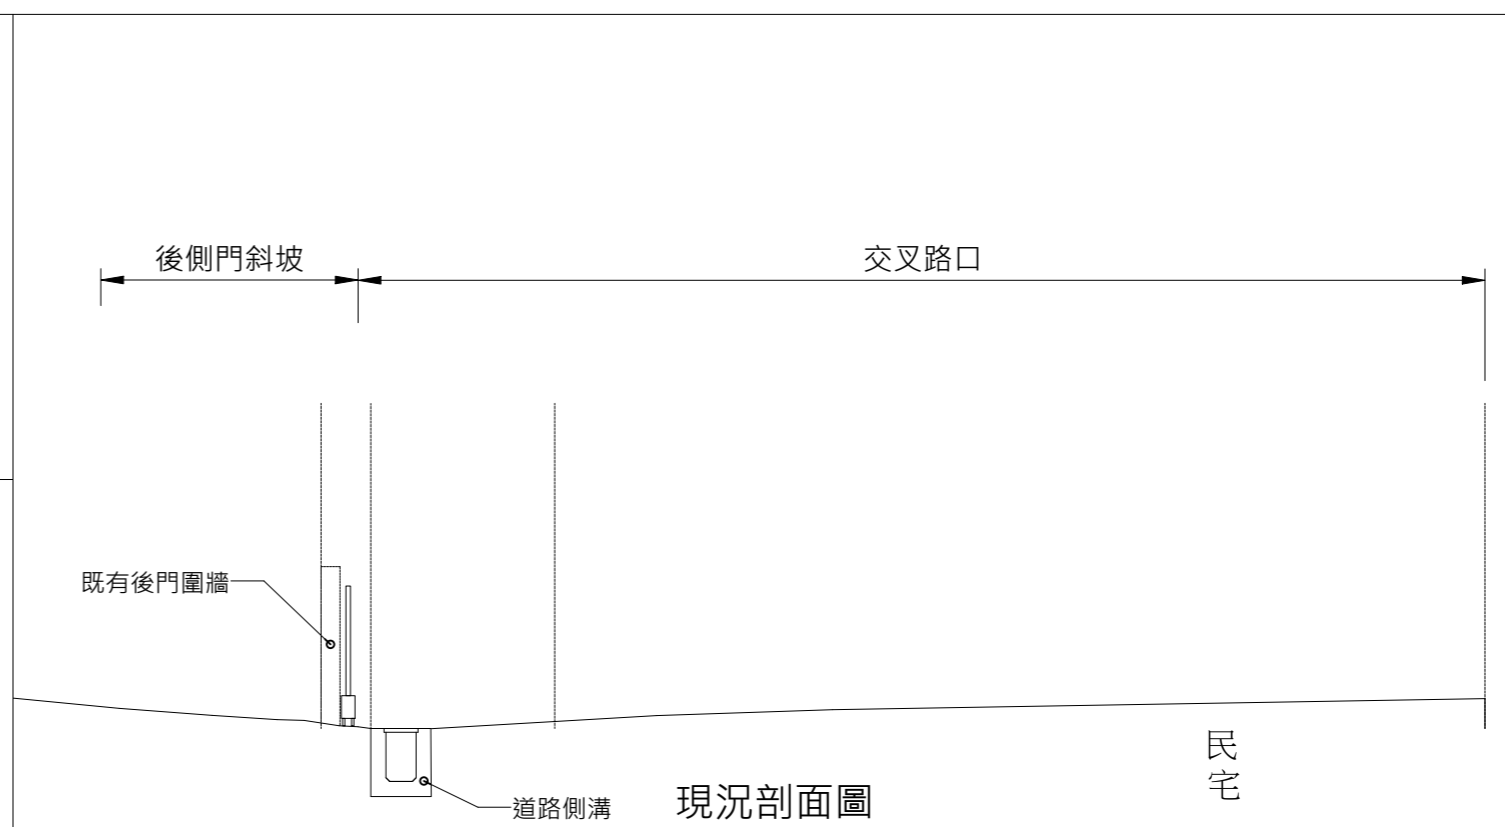 後側門斜坡
交叉路口
既有後門圍牆
民
宅
道路側溝
現況剖面圖